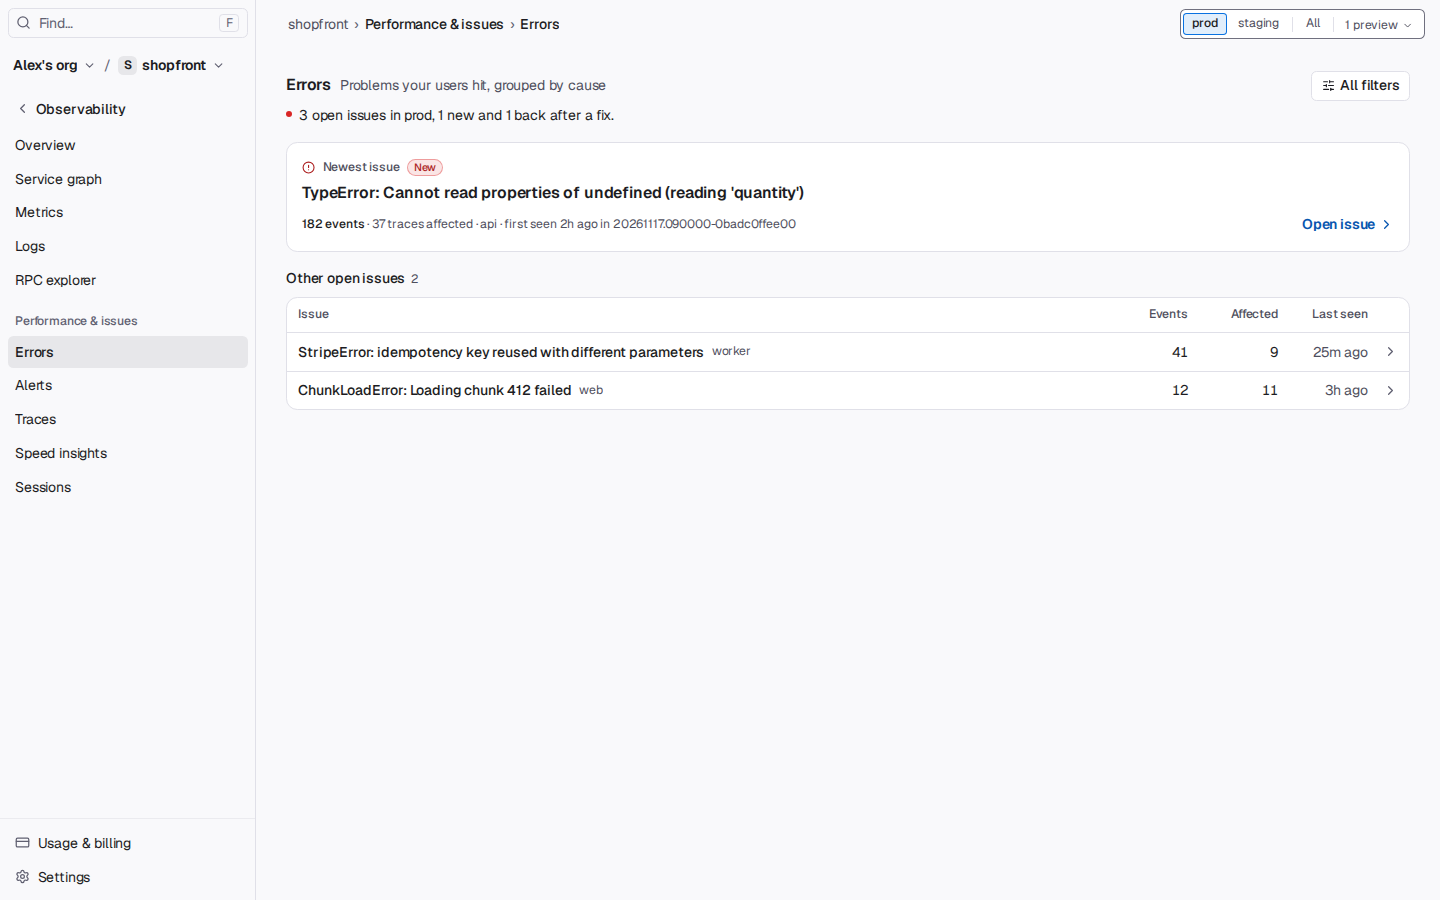 Find...
F
Alex's org / S shopfront
Observability
Overview
Service graph
Metrics
Logs
RPC explorer
Performance & issues
Errors
Alerts
Traces
Speed insights
Sessions
Usage & billing
Settings
shopfront › Performance & issues › Errors
prod staging All 1 preview
Errors Problems your users hit, grouped by cause
All filters
3 open issues in prod, 1 new and 1 back after a fix.
Newest issue New
TypeError: Cannot read properties of undefined (reading 'quantity')
182 events · 37 traces affected · api · first seen 2h ago in 20261117.090000-0badc0ffee00
Open issue
Other open issues 2
Issue Events Affected Last seen
StripeError: idempotency key reused with different parameters worker 41 9 25m ago
ChunkLoadError: Loading chunk 412 failed web 12 11 3h ago